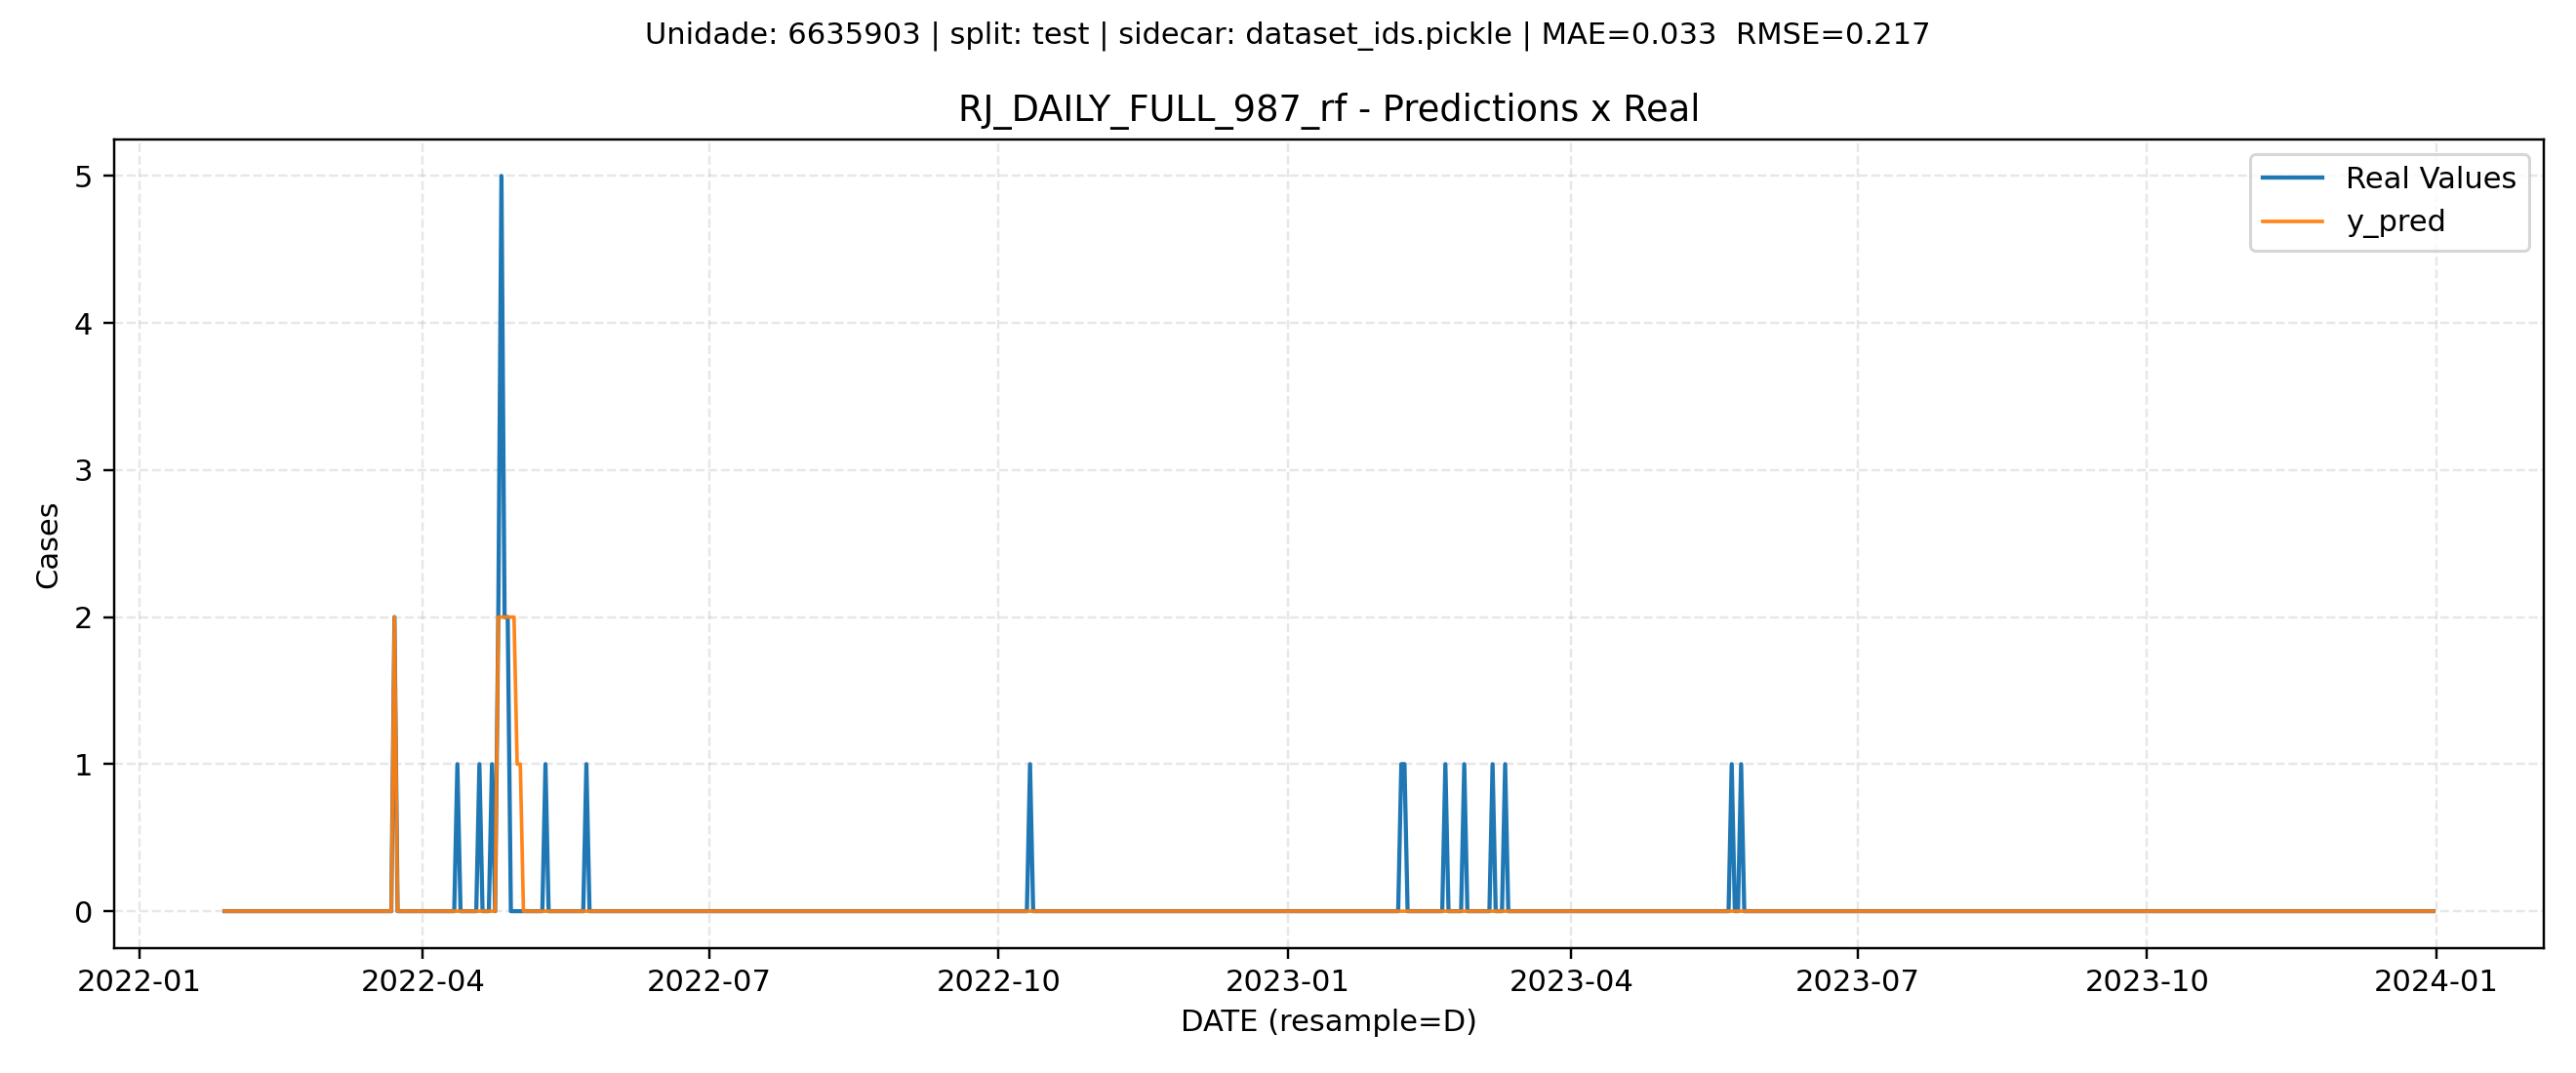 Unidade: 6635903 | split: test | sidecar: dataset_ids.pickle | MAE=0.033  RMSE=0.217
RJ_DAILY_FULL_987_rf - Predictions x Real
Real Values
y_pred
5
4
3
2
1
0
Cases
2022-01 2022-04 2022-07 2022-10 2023-01 2023-04 2023-07 2023-10 2024-01
DATE (resample=D)